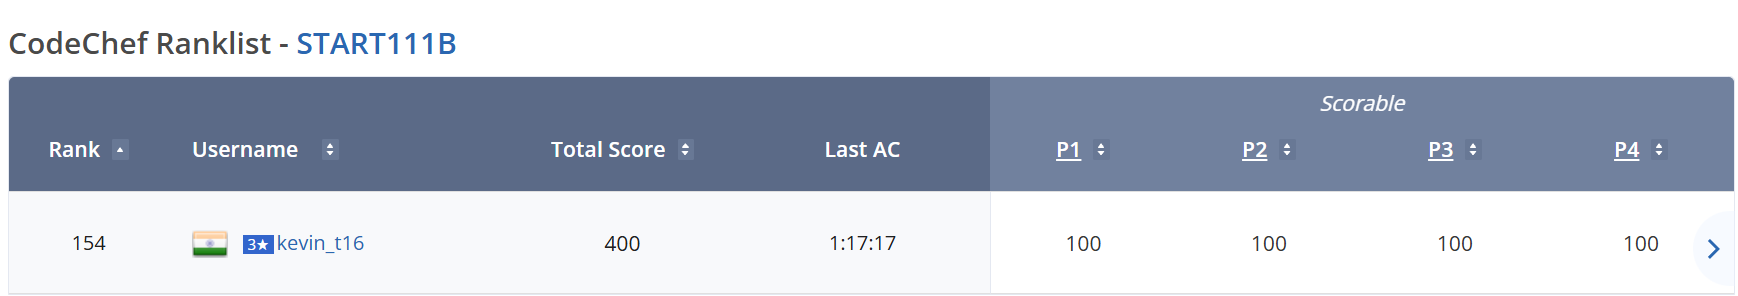 CodeChef Ranklist - START111B
Scorable
Rank Username Total Score Last AC P1 P2 P3 P4
154 3★ kevin_t16 400 1:17:17 100 100 100 100